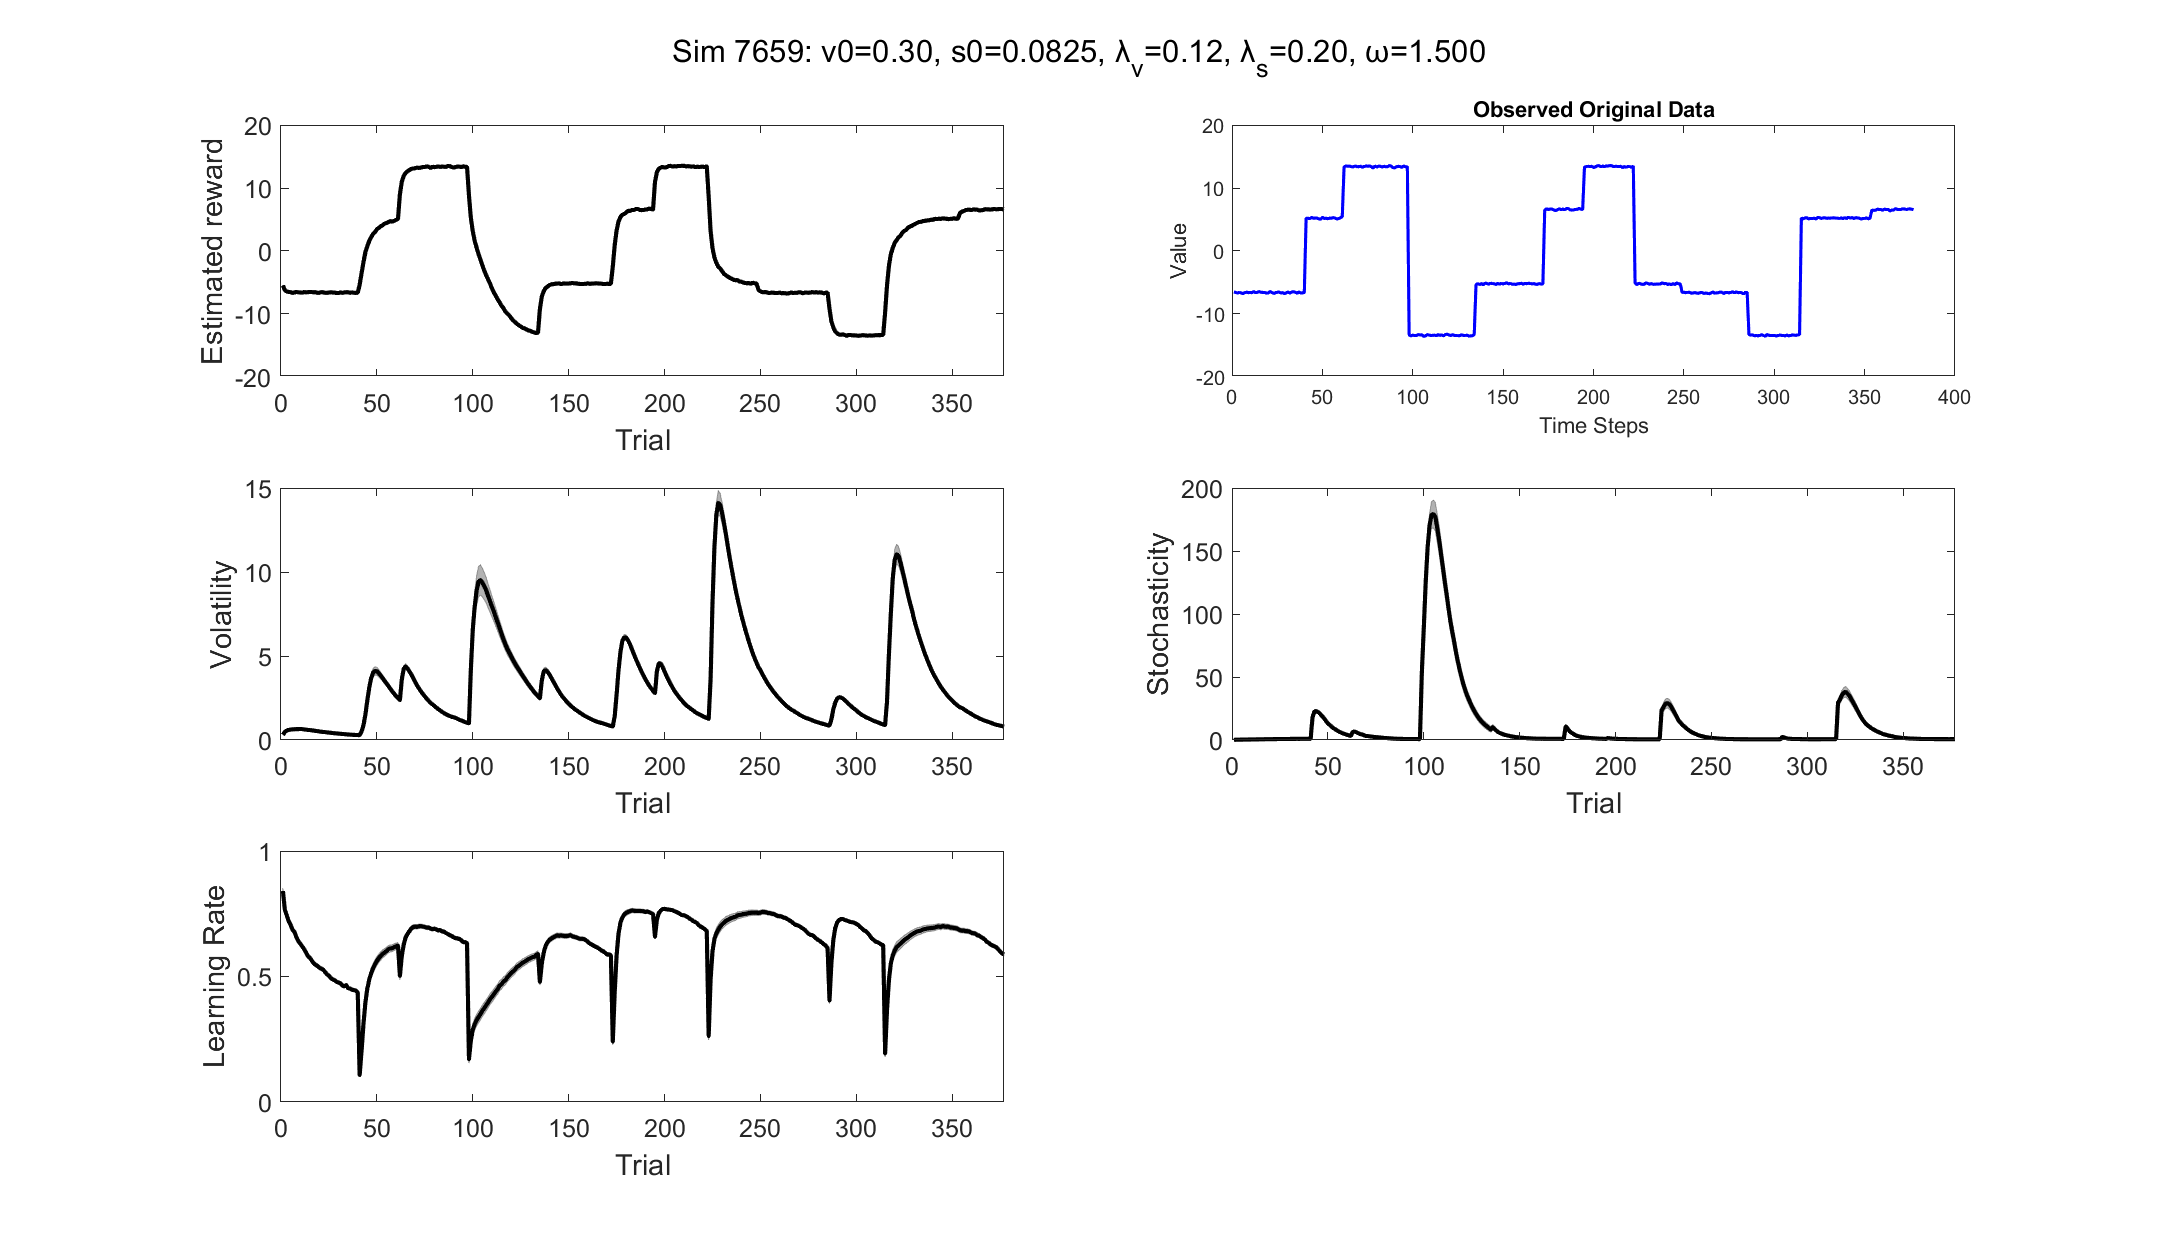 Sim 7659: v0=0.30, s0=0.0825, λ_v=0.12, λ_s=0.20, ω=1.500
20
10
0
-10
-20
Estimated reward
0 50 100 150 200 250 300 350
Trial
Observed Original Data
20
10
0
-10
-20
Value
0 50 100 150 200 250 300 350 400
Time Steps
15
10
5
0
Volatility
0 50 100 150 200 250 300 350
Trial
200
150
100
50
0
Stochasticity
0 50 100 150 200 250 300 350
Trial
1
0.5
0
Learning Rate
0 50 100 150 200 250 300 350
Trial